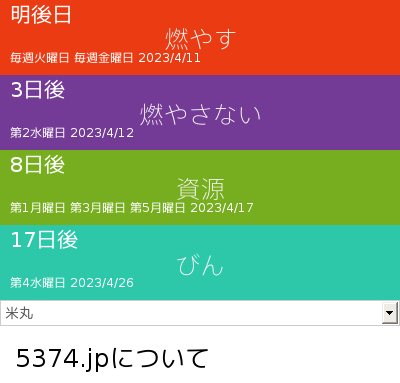 明後日
燃やす
毎週火曜日 毎週金曜日 2023/4/11
3日後
燃やさない
第2水曜日 2023/4/12
8日後
資源
第1月曜日 第3月曜日 第5月曜日 2023/4/17
17日後
びん
第4水曜日 2023/4/26
米丸
5374.jpについて